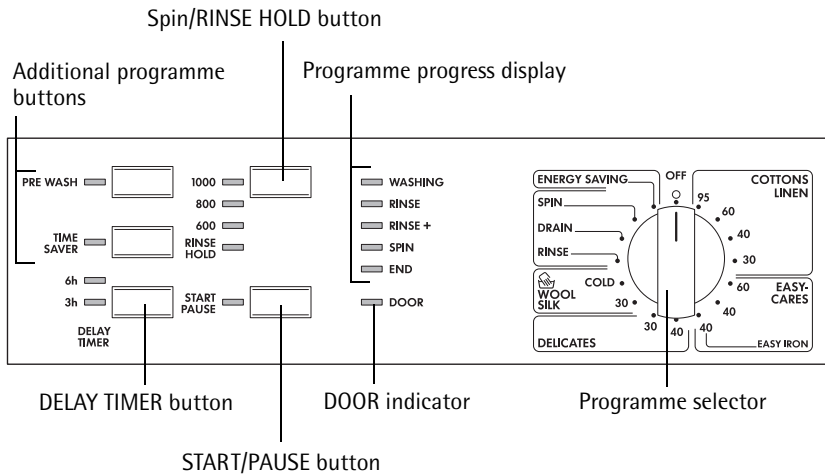 Spin/RINSE HOLD button
Additional programme
buttons
Programme progress display
PRE WASH
TIME
SAVER
6h
3h
DELAY
TIMER
1000
800
600
RINSE
HOLD
START
PAUSE
WASHING
RINSE
RINSE +
SPIN
END
DOOR
OFF
ENERGY SAVING
SPIN
DRAIN
RINSE
COLD
WOOL
SILK
30
DELICATES
30
40
COTTONS
LINEN
95
60
40
30
EASY-
CARES
60
40
40
EASY IRON
DELAY TIMER button
DOOR indicator
Programme selector
START/PAUSE button